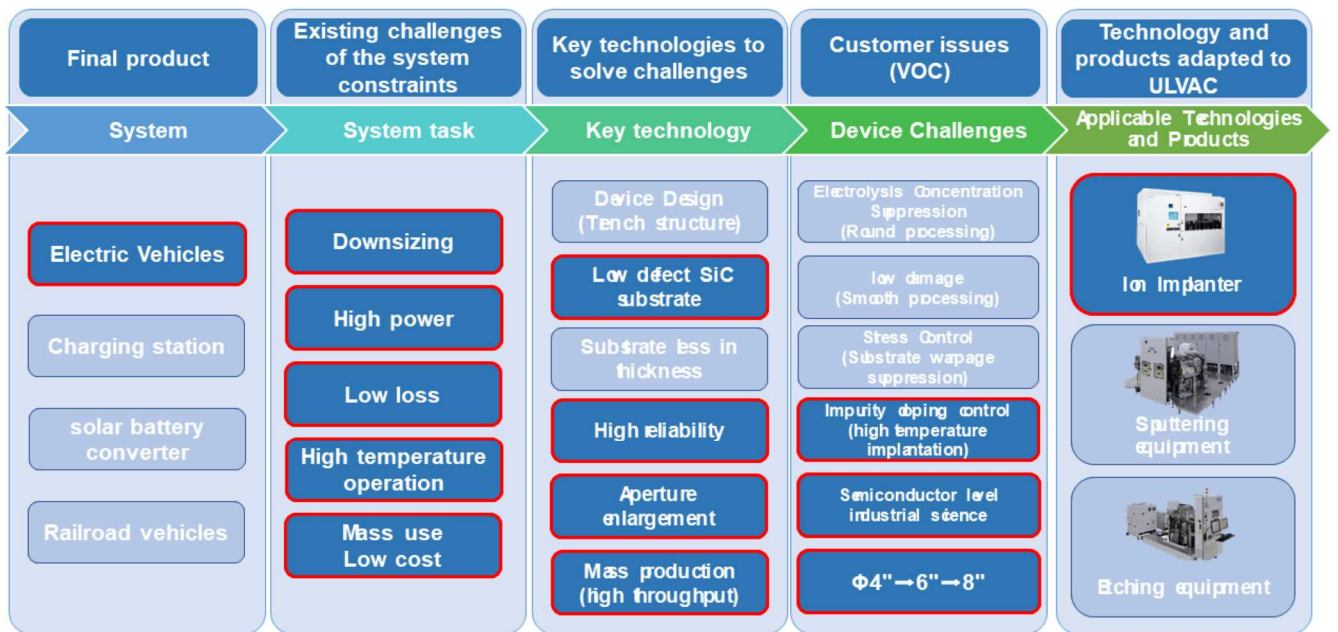 Final product
Existing challenges
of the system
constraints
Key technologies to
solve challenges
Customer issues
(VOC)
Technology and
products adapted to
ULVAC
System
System task
Key technology
Device Challenges
Applicable Technologies
and Products
Electric Vehicles
Charging station
solar battery
converter
Railroad vehicles
Downsizing
High power
Low loss
High temperature
operation
Mass use
Low cost
Device Design
(Trench structure)
Low defect SiC
substrate
Substrate less in
thickness
High reliability
Aperture
enlargement
Mass production
(high throughput)
Electrolysis Concentration
Suppression
(Round processing)
low damage
(Smooth processing)
Stress Control
(Substrate warpage
suppression)
Impurity doping control
(high temperature
implantation)
Semiconductor level
industrial science
Φ4"→6"→8"
Ion Implanter
Sputtering
equipment
Etching equipment